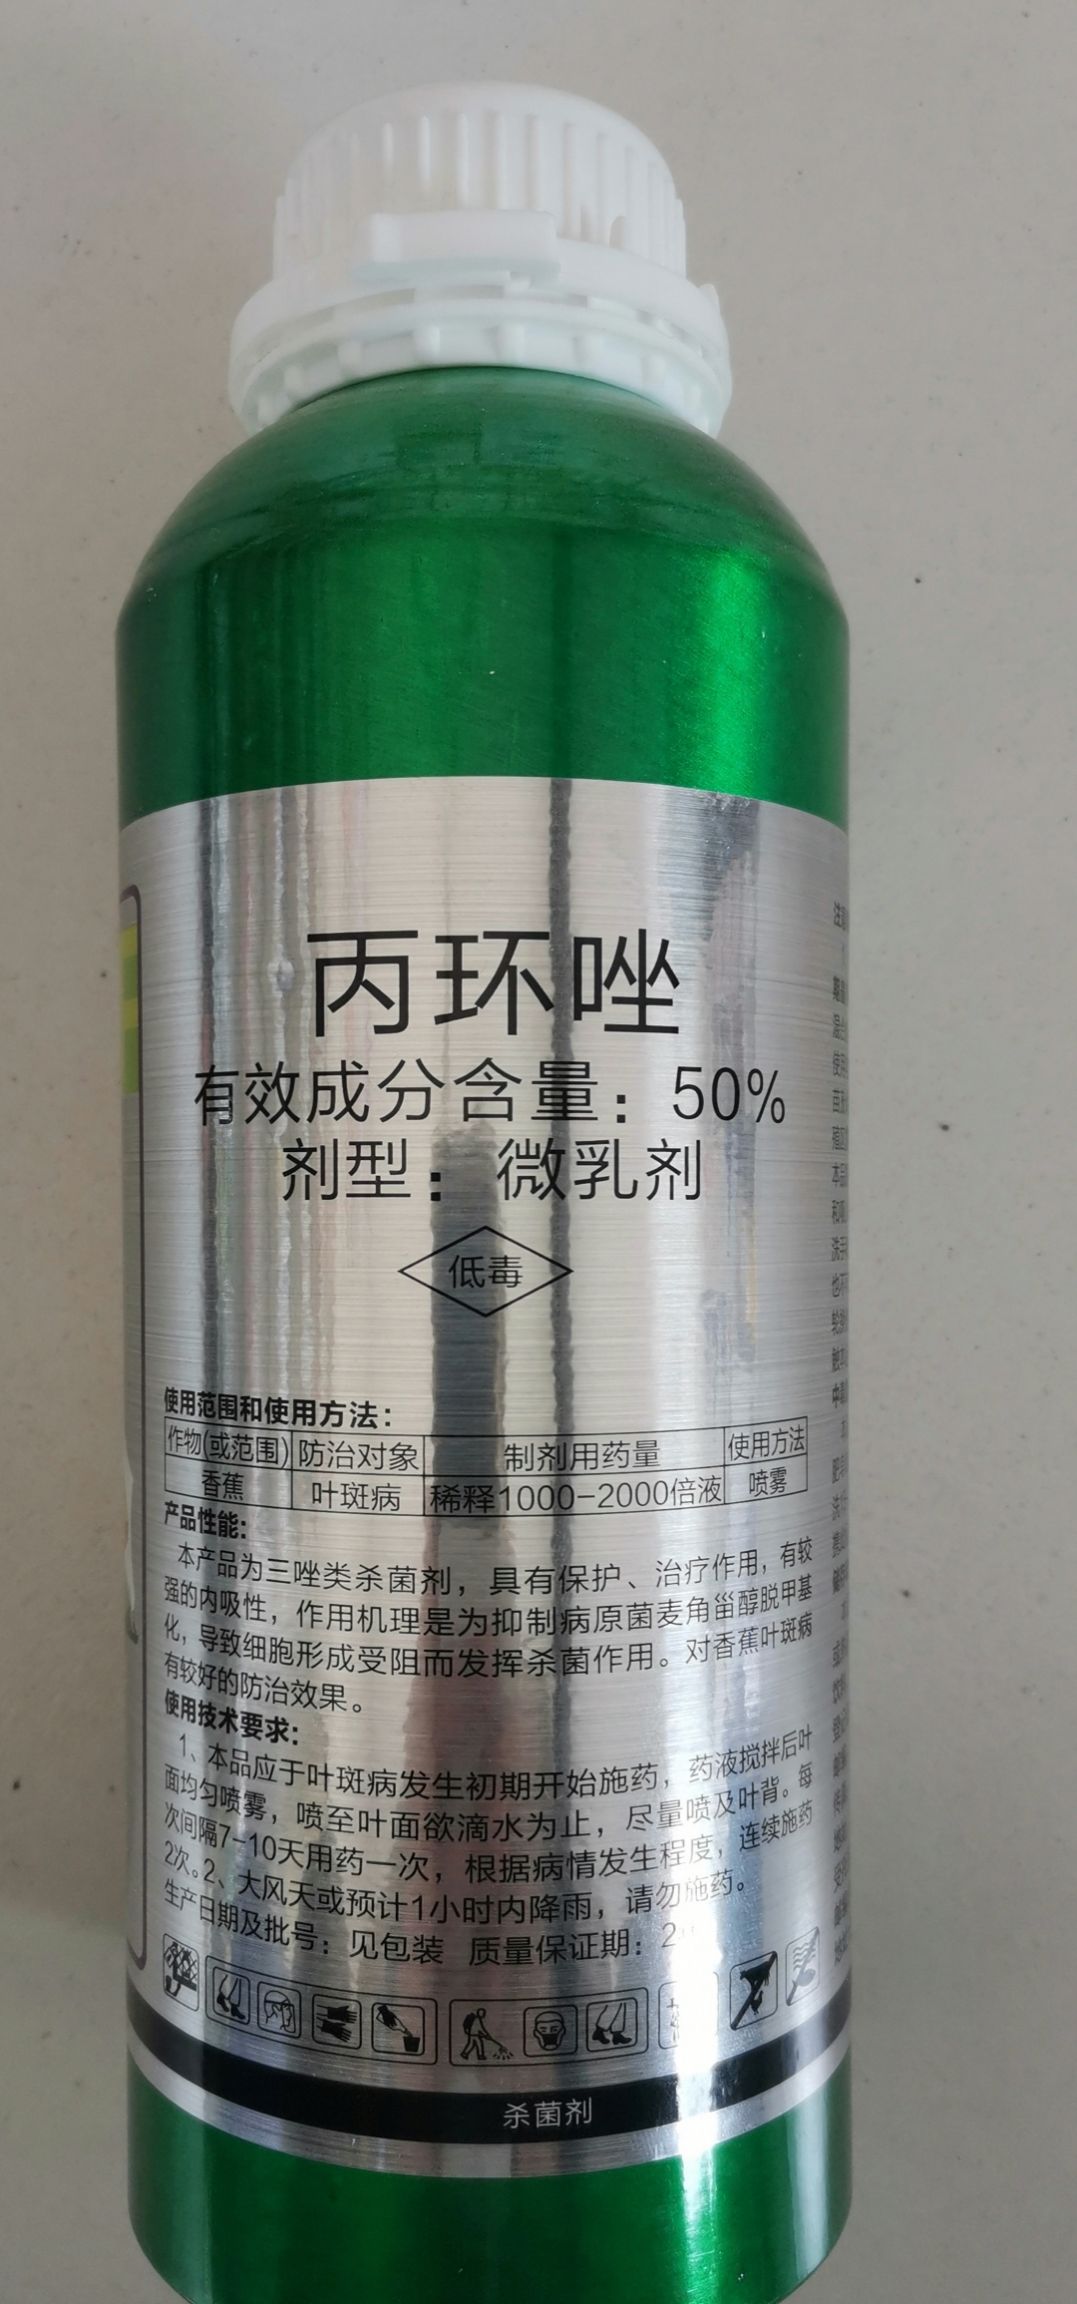 丙环唑
有效成分含量：50%
剂型：微乳剂
低毒
使用范围和使用方法：
作物(或范围) 防治对象 制剂用药量 使用方法
香蕉 叶斑病 稀释1000-2000倍液 喷雾
产品性能：
本产品为三唑类杀菌剂，具有保护、治疗作用，有较
强的内吸性，作用机理是为抑制病原菌麦角甾醇脱甲基
化，导致细胞形成受阻而发挥杀菌作用。对香蕉叶斑病
有较好的防治效果。
使用技术要求：
1、本品应于叶斑病发生初期开始施药，药液搅拌后叶
面均匀喷雾，喷至叶面欲滴水为止，尽量喷及叶背。每
次间隔7-10天用药一次，根据病情发生程度，连续施药
2次。2、大风天或预计1小时内降雨，请勿施药。
生产日期及批号：见包装 质量保证期：2
杀菌剂